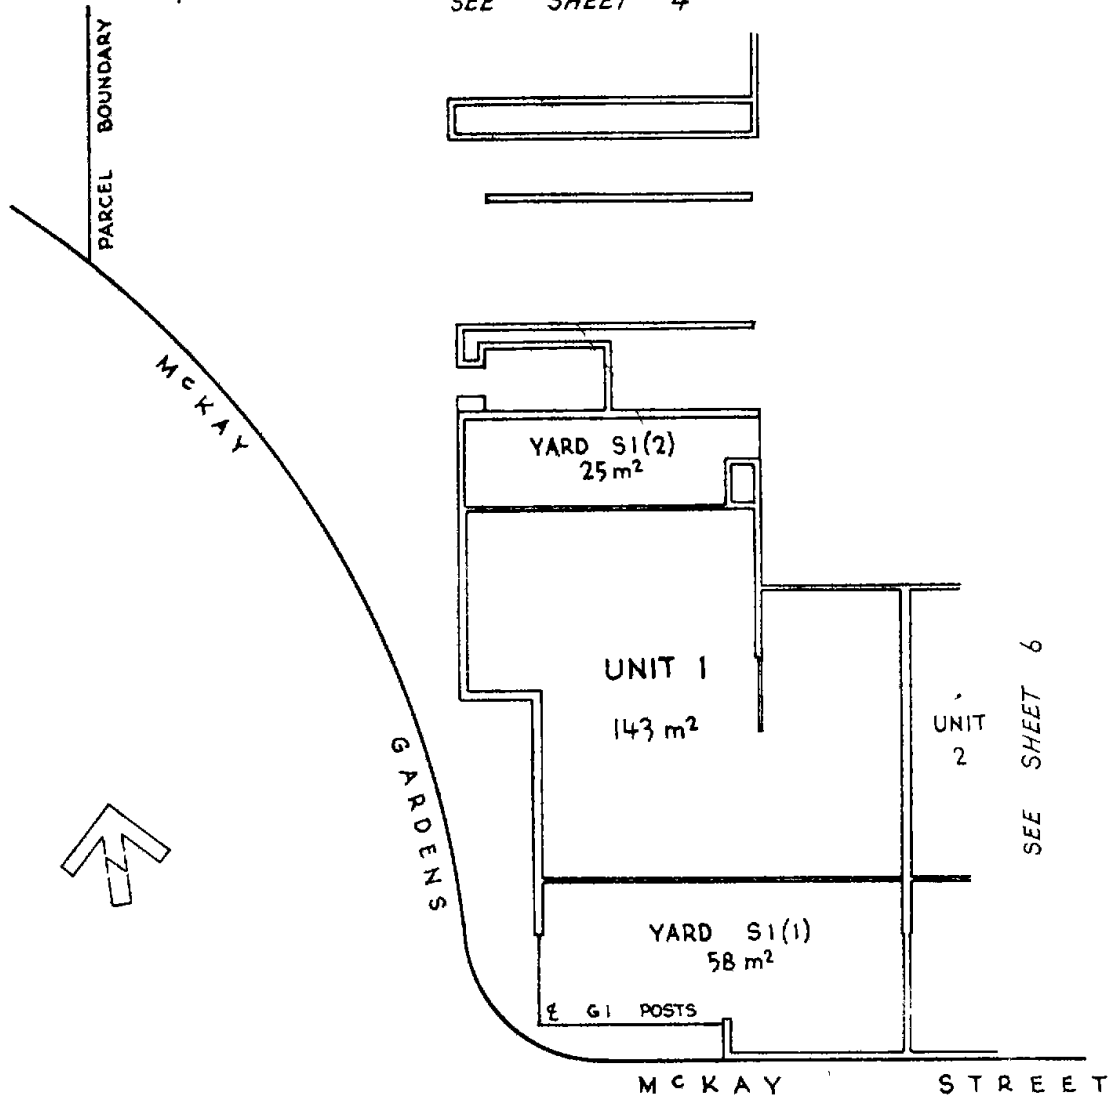 SEE SHEET 4
PARCEL BOUNDARY
McKAY
GARDENS
YARD S1(2)
25 m²
UNIT 1
143 m²
UNIT
2
SEE SHEET 6
YARD S1(1)
58 m²
℄ GI POSTS
McKAY STREET
N